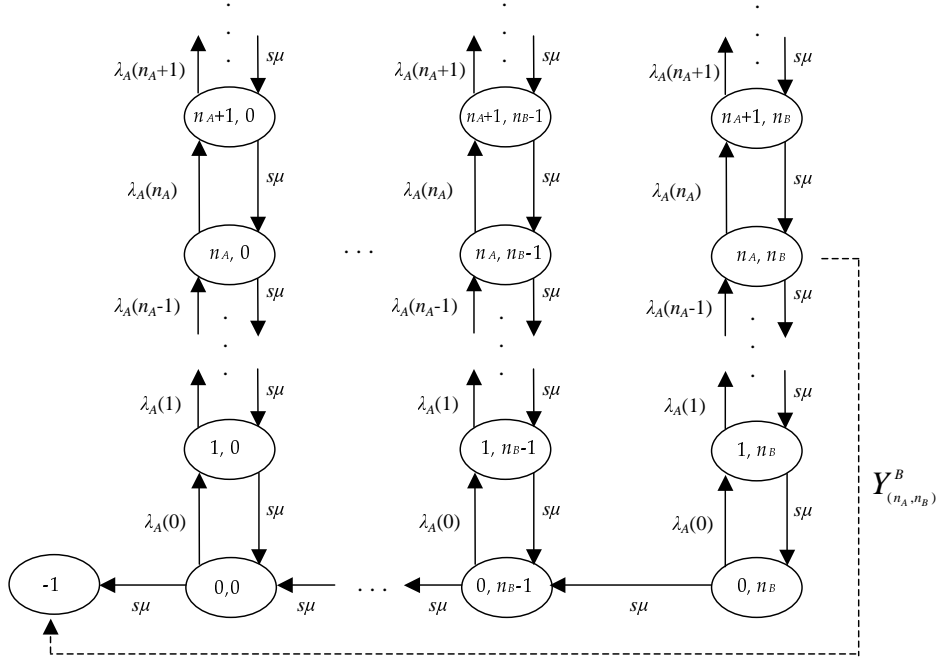 sμ sμ sμ
λA(nA+1) λA(nA+1) λA(nA+1)
nA+1, 0 nA+1, nB-1 nA+1, nB
λA(nA) sμ λA(nA) sμ λA(nA) sμ
nA, 0 . . . nA, nB-1 nA, nB
λA(nA-1) sμ λA(nA-1) sμ λA(nA-1) sμ
λA(1) sμ λA(1) sμ λA(1) sμ
1, 0 1, nB-1 1, nB
Y^B_(nA,nB)
λA(0) sμ λA(0) sμ λA(0) sμ
-1 0,0 . . . 0, nB-1 0, nB
sμ sμ sμ sμ